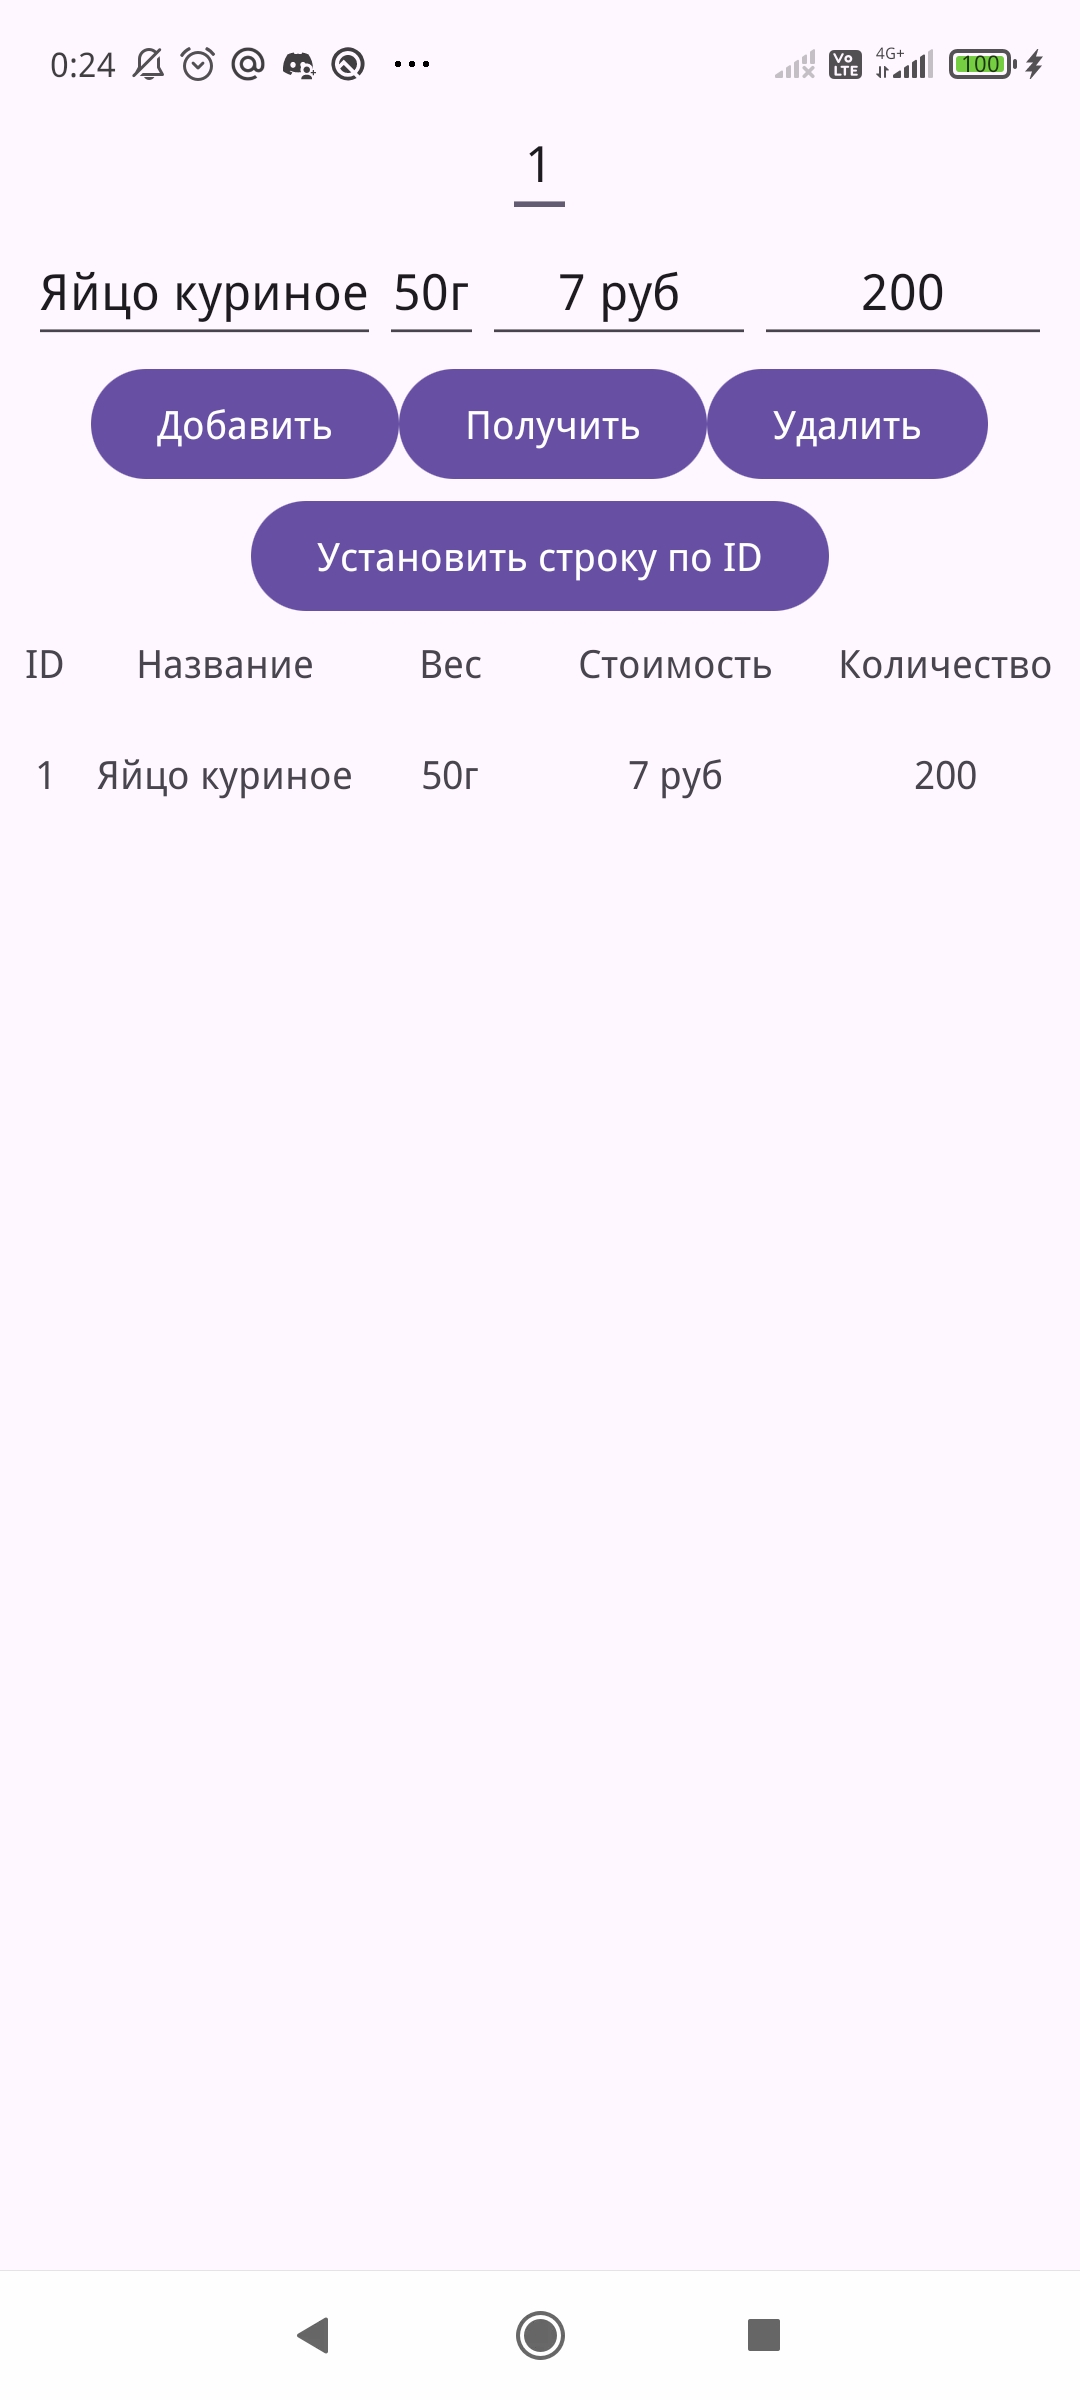 0:24 Vo LTE 4G+ 100
1
Яйцо куриное 50г 7 руб 200
Добавить Получить Удалить
Установить строку по ID
ID Название Вес Стоимость Количество
1 Яйцо куриное 50г 7 руб 200